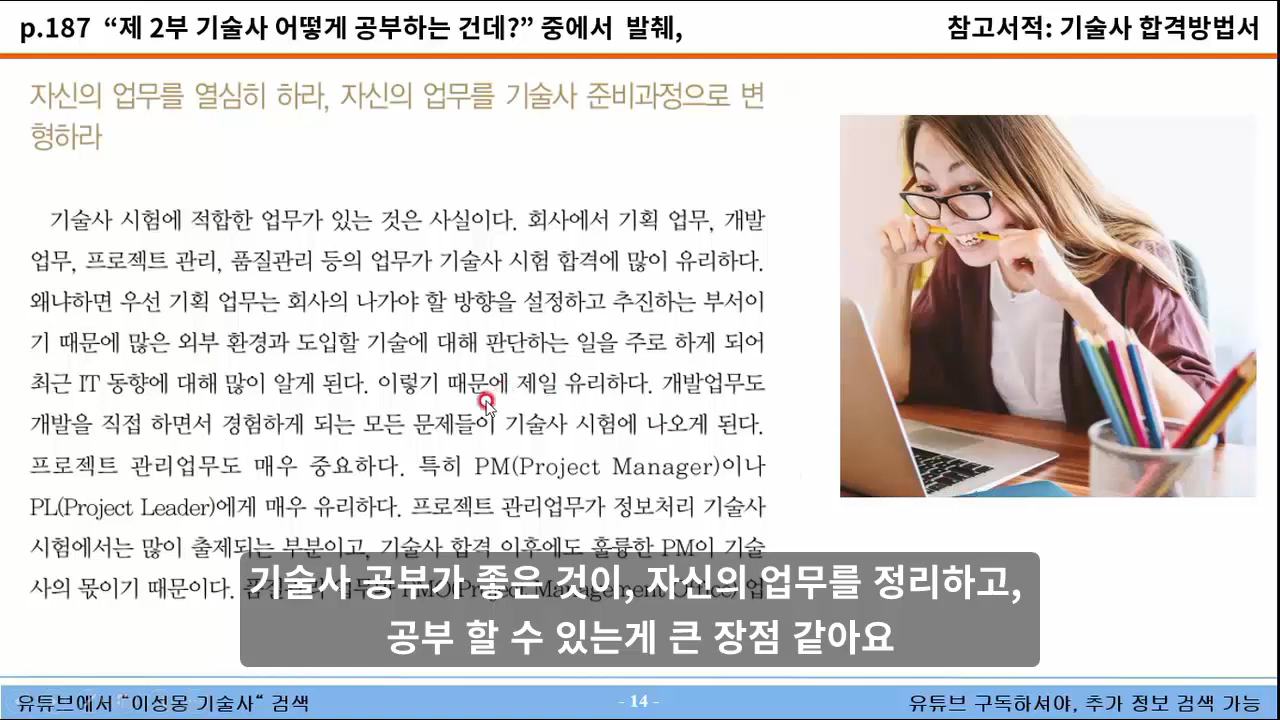 p.187 “제 2부 기술사 어떻게 공부하는 건데?” 중에서 발췌,
참고서적: 기술사 합격방법서
자신의 업무를 열심히 하라, 자신의 업무를 기술사 준비과정으로 변
형하라
기술사 시험에 적합한 업무가 있는 것은 사실이다. 회사에서 기획 업무, 개발
업무, 프로젝트 관리, 품질관리 등의 업무가 기술사 시험 합격에 많이 유리하다.
왜냐하면 우선 기획 업무는 회사의 나가야 할 방향을 설정하고 추진하는 부서이
기 때문에 많은 외부 환경과 도입할 기술에 대해 판단하는 일을 주로 하게 되어
최근 IT 동향에 대해 많이 알게 된다. 이렇기 때문에 제일 유리하다. 개발업무도
개발을 직접 하면서 경험하게 되는 모든 문제들이 기술사 시험에 나오게 된다.
프로젝트 관리업무도 매우 중요하다. 특히 PM(Project Manager)이나
PL(Project Leader)에게 매우 유리하다. 프로젝트 관리업무가 정보처리 기술사
시험에서는 많이 출제되는 부분이고, 기술사 합격 이후에도 훌륭한 PM이 기술
사의 몫이기 때문이다. 업
기술사 공부가 좋은 것이, 자신의 업무를 정리하고,
공부 할 수 있는게 큰 장점 같아요
유튜브에서 “이성몽 기술사“ 검색
- 14 -
유튜브 구독하셔야, 추가 정보 검색 가능